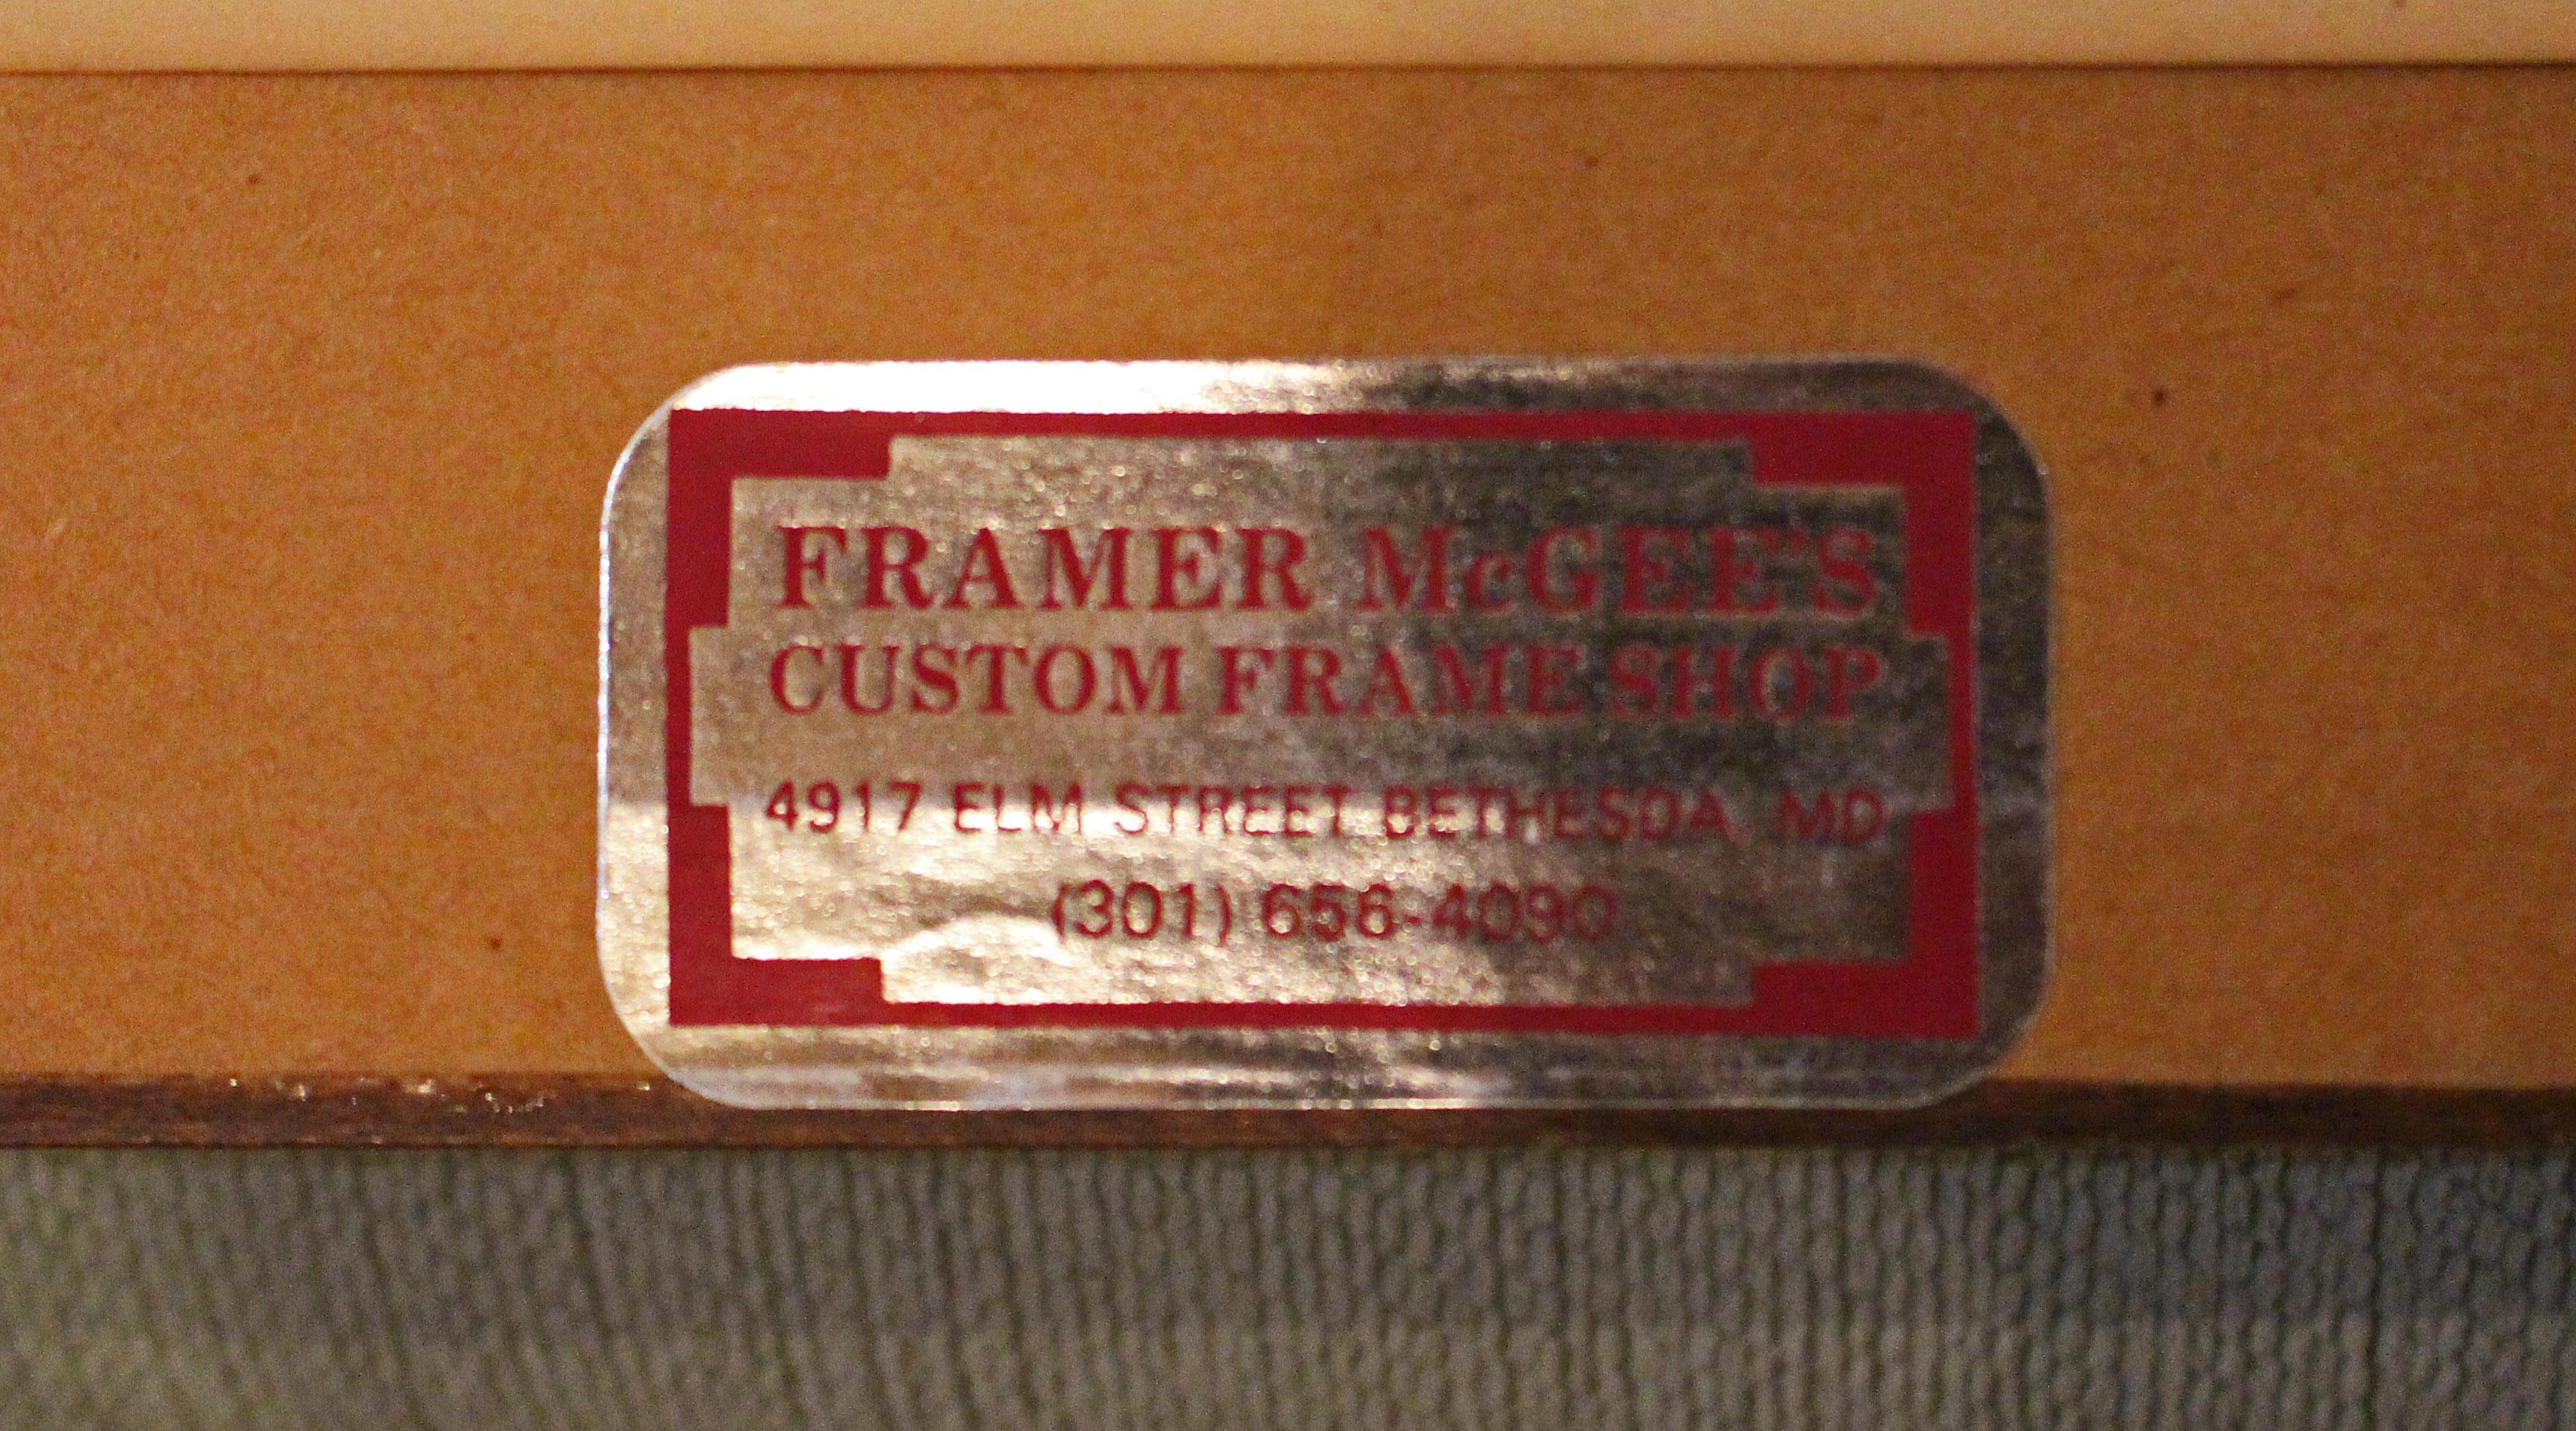 FRAMER McGEE'S
CUSTOM FRAME SHOP
4917 ELM STREET BETHESDA, MD
(301) 656-4090